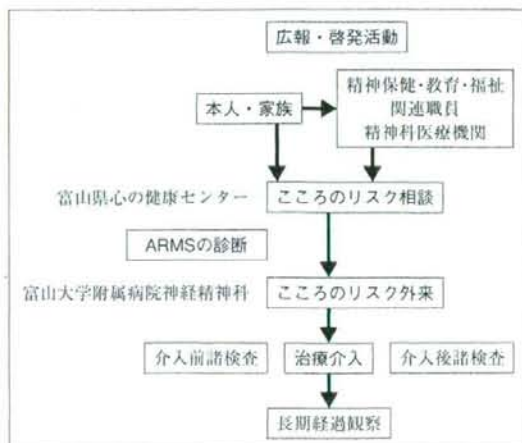 広報・啓発活動
精神保健・教育・福祉
関連職員
精神科医療機関
本人・家族
富山県心の健康センター
こころのリスク相談
ARMSの診断
富山大学附属病院神経精神科
こころのリスク外来
介入前諸検査
治療介入
介入後諸検査
長期経過観察